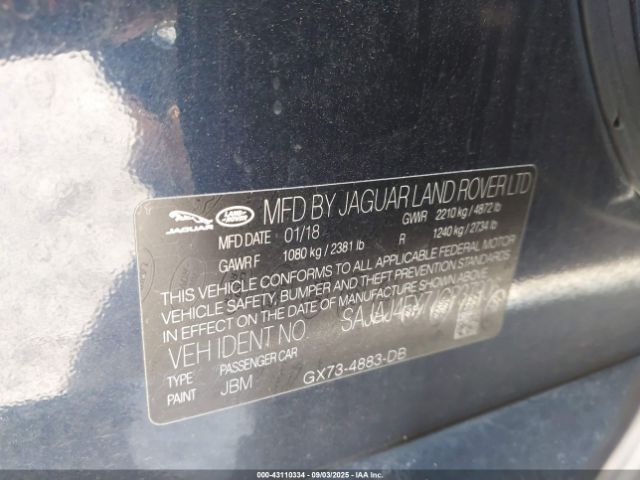 JAGUAR
LAND ROVER
MFD BY JAGUAR LAND ROVER LTD
MFD DATE 01/18 GWR 2210 kg / 4872 lb
GAWR F 1080 kg / 2381 lb R 1240 kg / 2734 lb
THIS VEHICLE CONFORMS TO ALL APPLICABLE FEDERAL MOTOR
VEHICLE SAFETY, BUMPER AND THEFT PREVENTION STANDARDS
IN EFFECT ON THE DATE OF MANUFACTURE SHOWN ABOVE.
VEH IDENT NO.
TYPE PASSENGER CAR
PAINT JBM GX73-4883-DB
000-43110334 | 09/03/2025 | COPYRIGHT IAA, LLC.